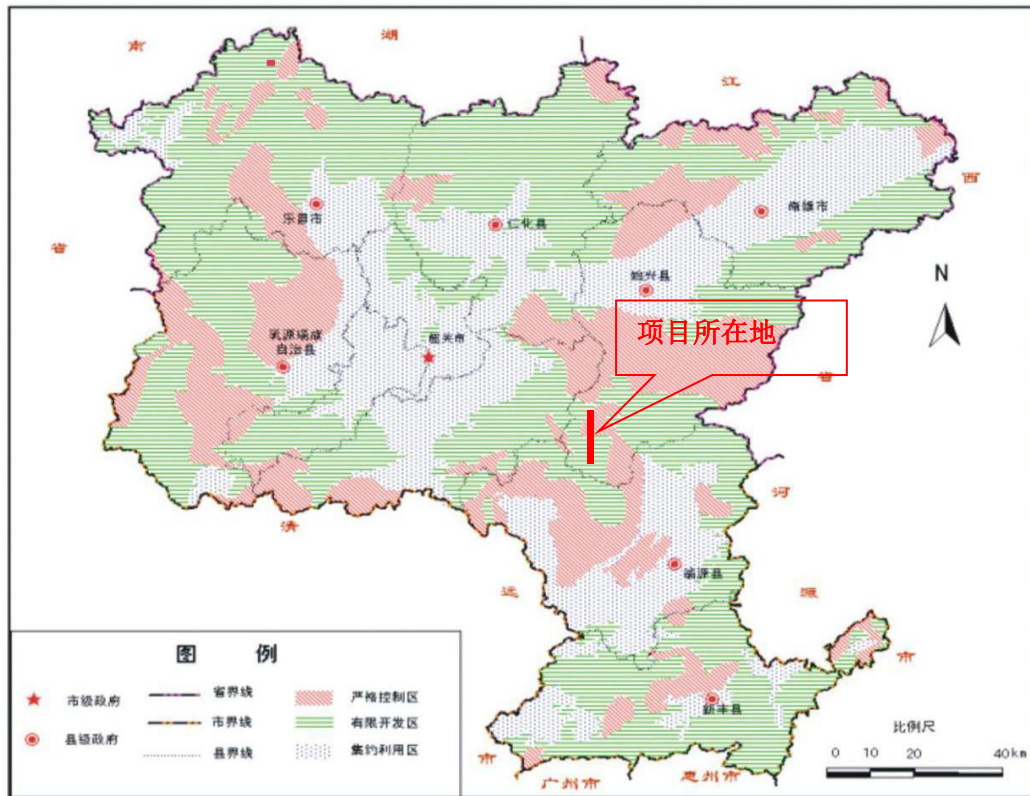 南
湖
江
西
省
乐昌市
仁化县
南雄市
始兴县
N
项目所在地
韶关市
乳源瑶族
自治县
省
河
清
远
翁源县
源
市
新丰县
市
广州市
惠州市
图 例
市级政府
省界线
严格控制区
市界线
有限开发区
县级政府
县界线
集约利用区
比例尺
0 10 20 40km